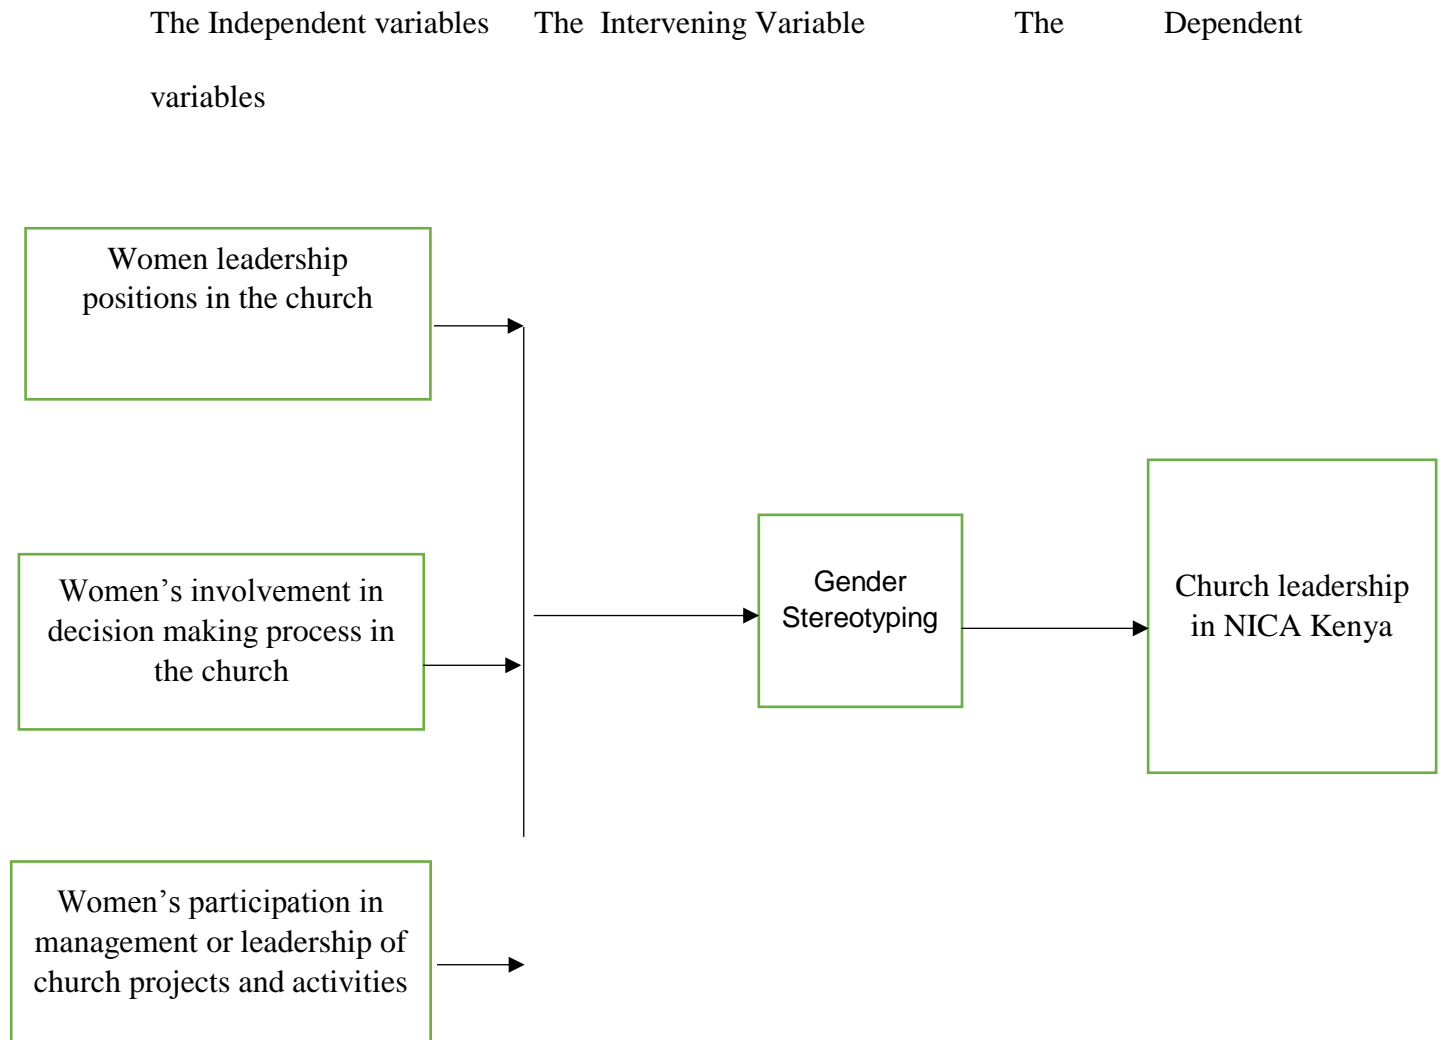 The Independent variables The Intervening Variable The Dependent
variables
Women leadership
positions in the church
Women’s involvement in
decision making process in
the church
Women’s participation in
management or leadership of
church projects and activities
Gender
Stereotyping
Church leadership
in NICA Kenya